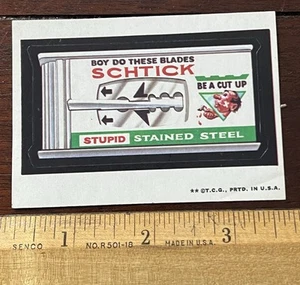 BOY DO THESE BLADES
SCHTICK
BE A CUT UP
STUPID STAINED STEEL
** ©T.C.G., PRTD. IN U.S.A.
SENCO 1 NO.R501-18 2 MADE IN U.S.A. 3